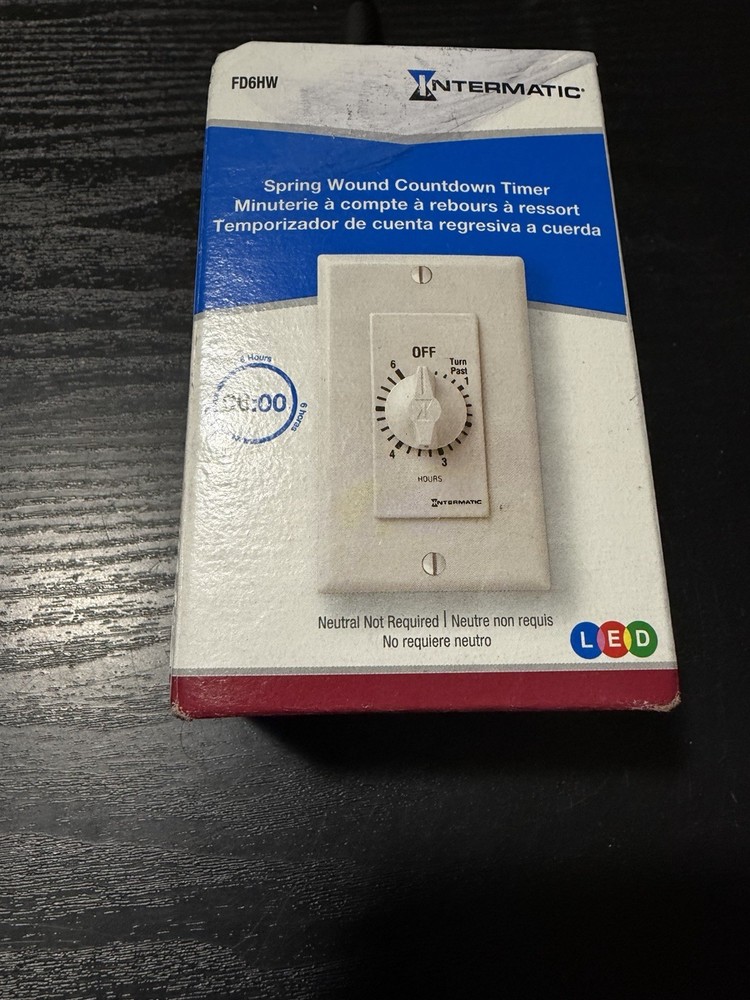 FD6HW
INTERMATIC
Spring Wound Countdown Timer
Minuterie à compte à rebours à ressort
Temporizador de cuenta regresiva a cuerda
OFF
Turn
Past
6
1
4
3
HOURS
INTERMATIC
6 Hours
:00
6 horas
Neutral Not Required | Neutre non requis
No requiere neutro
LED